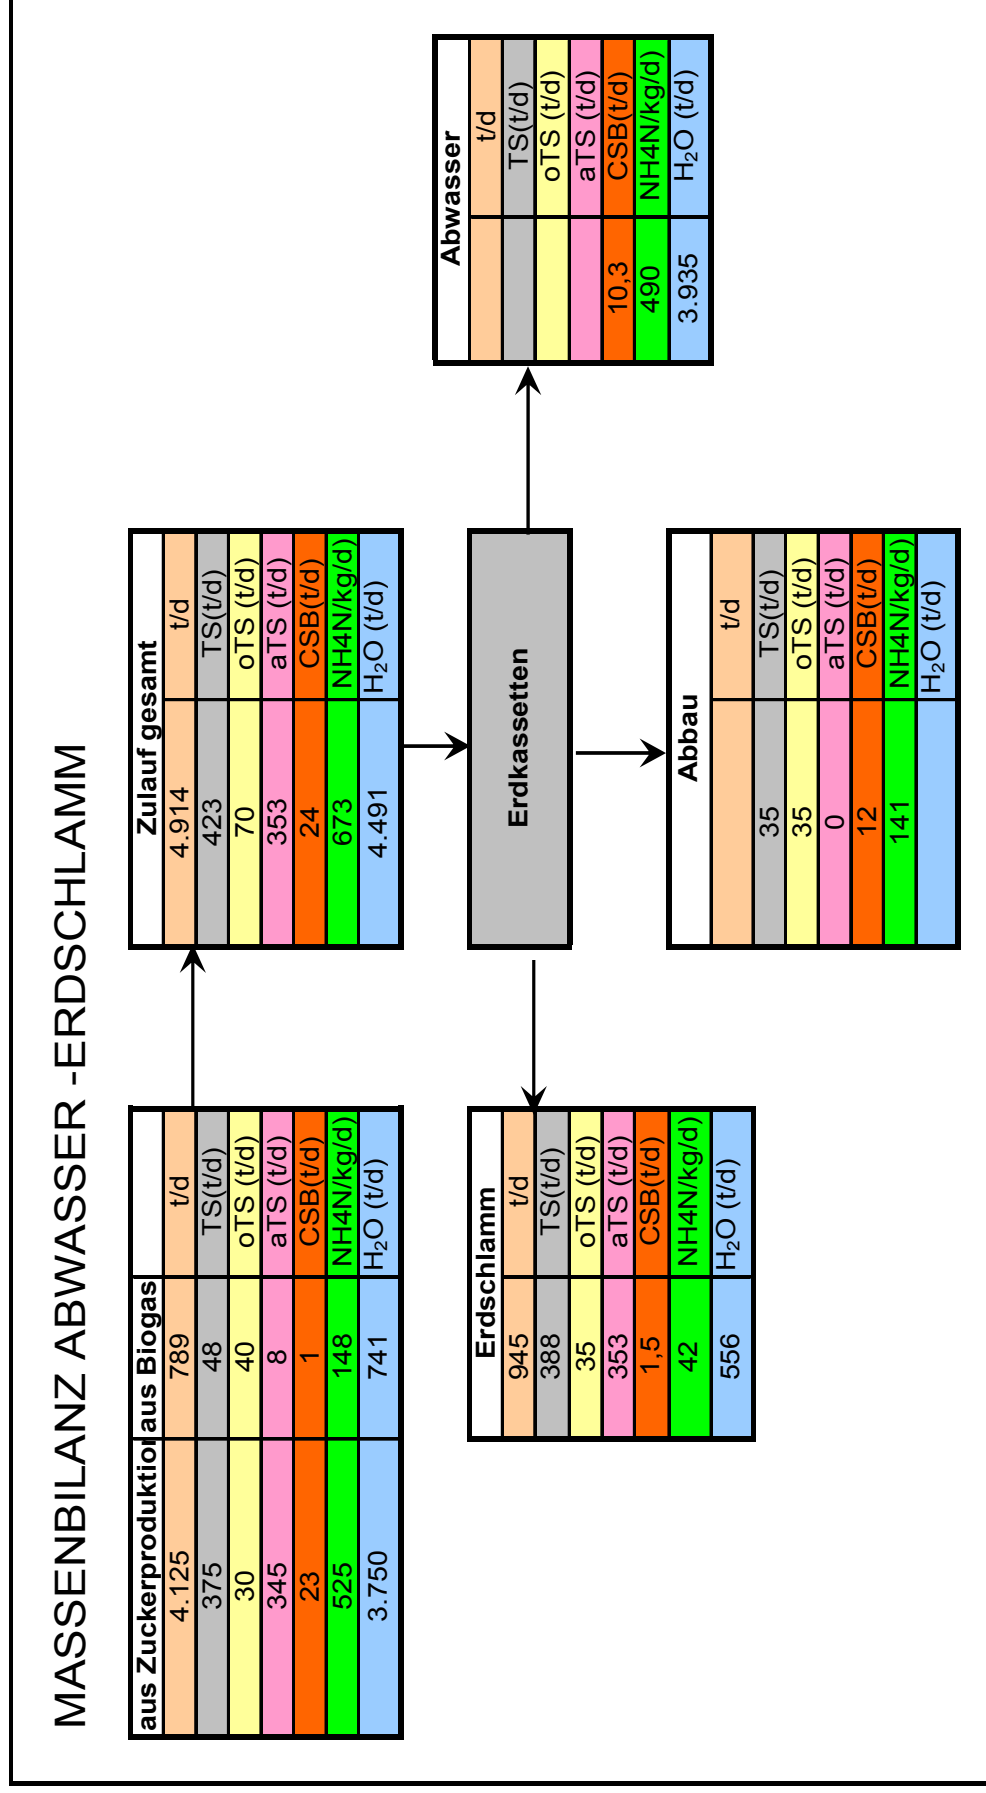 MASSENBILANZ ABWASSER -ERDSCHLAMM
aus Zuckerproduktion aus Biogas
4.125 789 t/d
375 48 TS(t/d)
30 40 oTS (t/d)
345 8 aTS (t/d)
23 1 CSB(t/d)
525 148 NH4N/kg/d)
3.750 741 H₂O (t/d)
Zulauf gesamt
4.914 t/d
423 TS(t/d)
70 oTS (t/d)
353 aTS (t/d)
24 CSB(t/d)
673 NH4N/kg/d)
4.491 H₂O (t/d)
Erdschlamm
945 t/d
388 TS(t/d)
35 oTS (t/d)
353 aTS (t/d)
1,5 CSB(t/d)
42 NH4N/kg/d)
556 H₂O (t/d)
Erdkassetten
Abwasser
t/d
TS(t/d)
oTS (t/d)
aTS (t/d)
10,3 CSB(t/d)
490 NH4N/kg/d)
3.935 H₂O (t/d)
Abbau
t/d
35 TS(t/d)
35 oTS (t/d)
0 aTS (t/d)
12 CSB(t/d)
141 NH4N/kg/d)
H₂O (t/d)